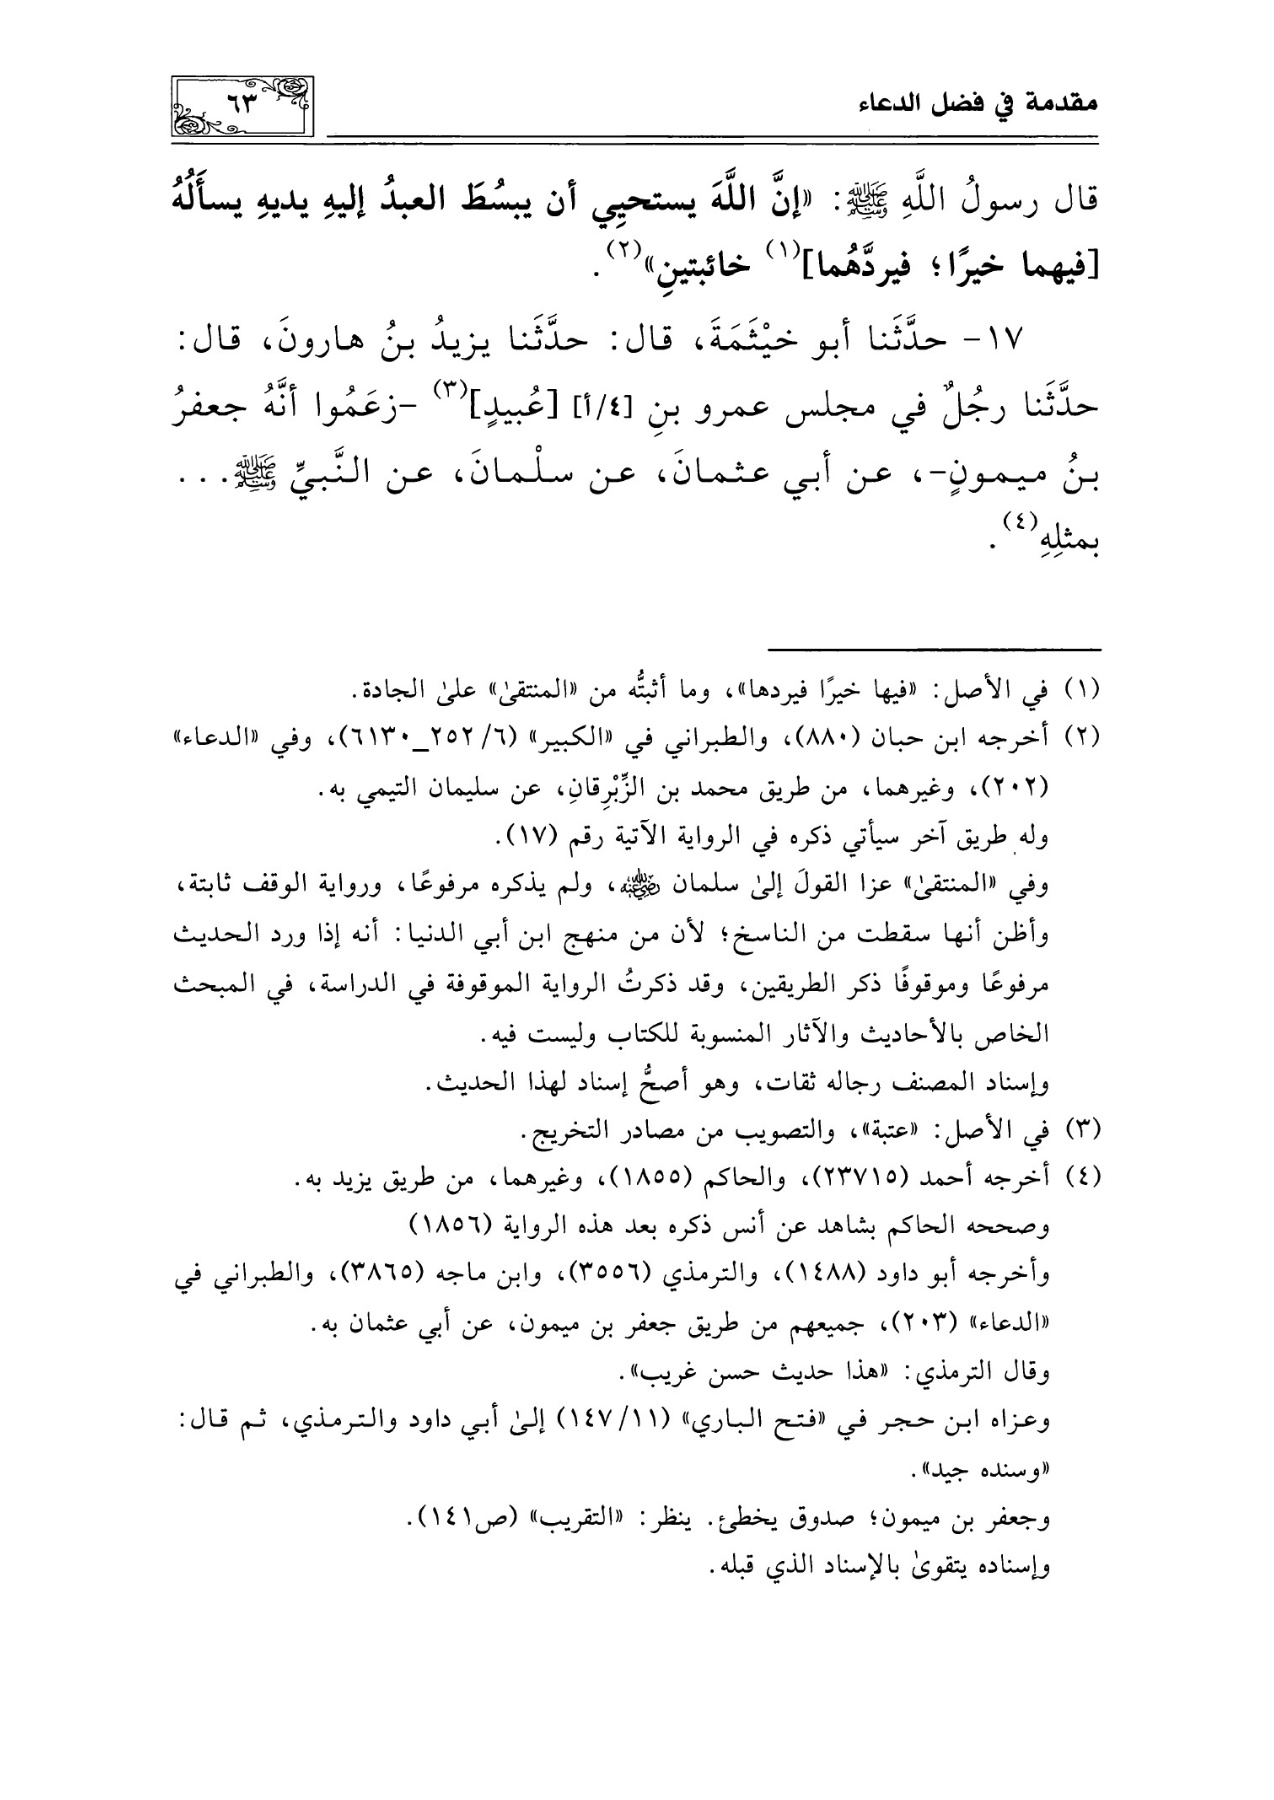 مقدمة في فضل الدعاء
٦٣
قال رسولُ اللَّهِ ﷺ: «إنَّ اللَّهَ يستحيِي أن يبسُطَ العبدُ إليهِ يديهِ يسأَلُهُ
[فيهما خيرًا؛ فيردَّهُما](١) خائبتينِ»(٢).
١٧- حدَّثَنا أبو خيْثَمَةَ، قال: حدَّثَنا يزيدُ بنُ هارونَ، قال:
حدَّثَنا رجُلٌ في مجلس عمرو بنِ [٤/أ] [عُبيدٍ](٣) -زعَمُوا أنَّهُ جعفرُ
بنُ ميمونٍ-، عن أبي عثمانَ، عن سلْمانَ، عن النَّبيِّ ﷺ...
بمثلِهِ(٤).
(١) في الأصل: «فيها خيرًا فيردها»، وما أثبتُّه من «المنتقىٰ» علىٰ الجادة.
(٢) أخرجه ابن حبان (٨٨٠)، والطبراني في «الكبير» (٦/ ٢٥٢_٦١٣٠)، وفي «الدعاء»
(٢٠٢)، وغيرهما، من طريق محمد بن الزِّبْرِقانِ، عن سليمان التيمي به.
وله طريق آخر سيأتي ذكره في الرواية الآتية رقم (١٧).
وفي «المنتقىٰ» عزا القولَ إلىٰ سلمان رضي الله عنه، ولم يذكره مرفوعًا، ورواية الوقف ثابتة،
وأظن أنها سقطت من الناسخ؛ لأن من منهج ابن أبي الدنيا: أنه إذا ورد الحديث
مرفوعًا وموقوفًا ذكر الطريقين، وقد ذكرتُ الرواية الموقوفة في الدراسة، في المبحث
الخاص بالأحاديث والآثار المنسوبة للكتاب وليست فيه.
وإسناد المصنف رجاله ثقات، وهو أصحُّ إسناد لهذا الحديث.
(٣) في الأصل: «عتبة»، والتصويب من مصادر التخريج.
(٤) أخرجه أحمد (٢٣٧١٥)، والحاكم (١٨٥٥)، وغيرهما، من طريق يزيد به.
وصححه الحاكم بشاهد عن أنس ذكره بعد هذه الرواية (١٨٥٦)
وأخرجه أبو داود (١٤٨٨)، والترمذي (٣٥٥٦)، وابن ماجه (٣٨٦٥)، والطبراني في
«الدعاء» (٢٠٣)، جميعهم من طريق جعفر بن ميمون، عن أبي عثمان به.
وقال الترمذي: «هذا حديث حسن غريب».
وعزاه ابن حجر في «فتح الباري» (١١/ ١٤٧) إلىٰ أبي داود والترمذي، ثم قال:
«وسنده جيد».
وجعفر بن ميمون؛ صدوق يخطئ. ينظر: «التقريب» (ص١٤١).
وإسناده يتقوىٰ بالإسناد الذي قبله.